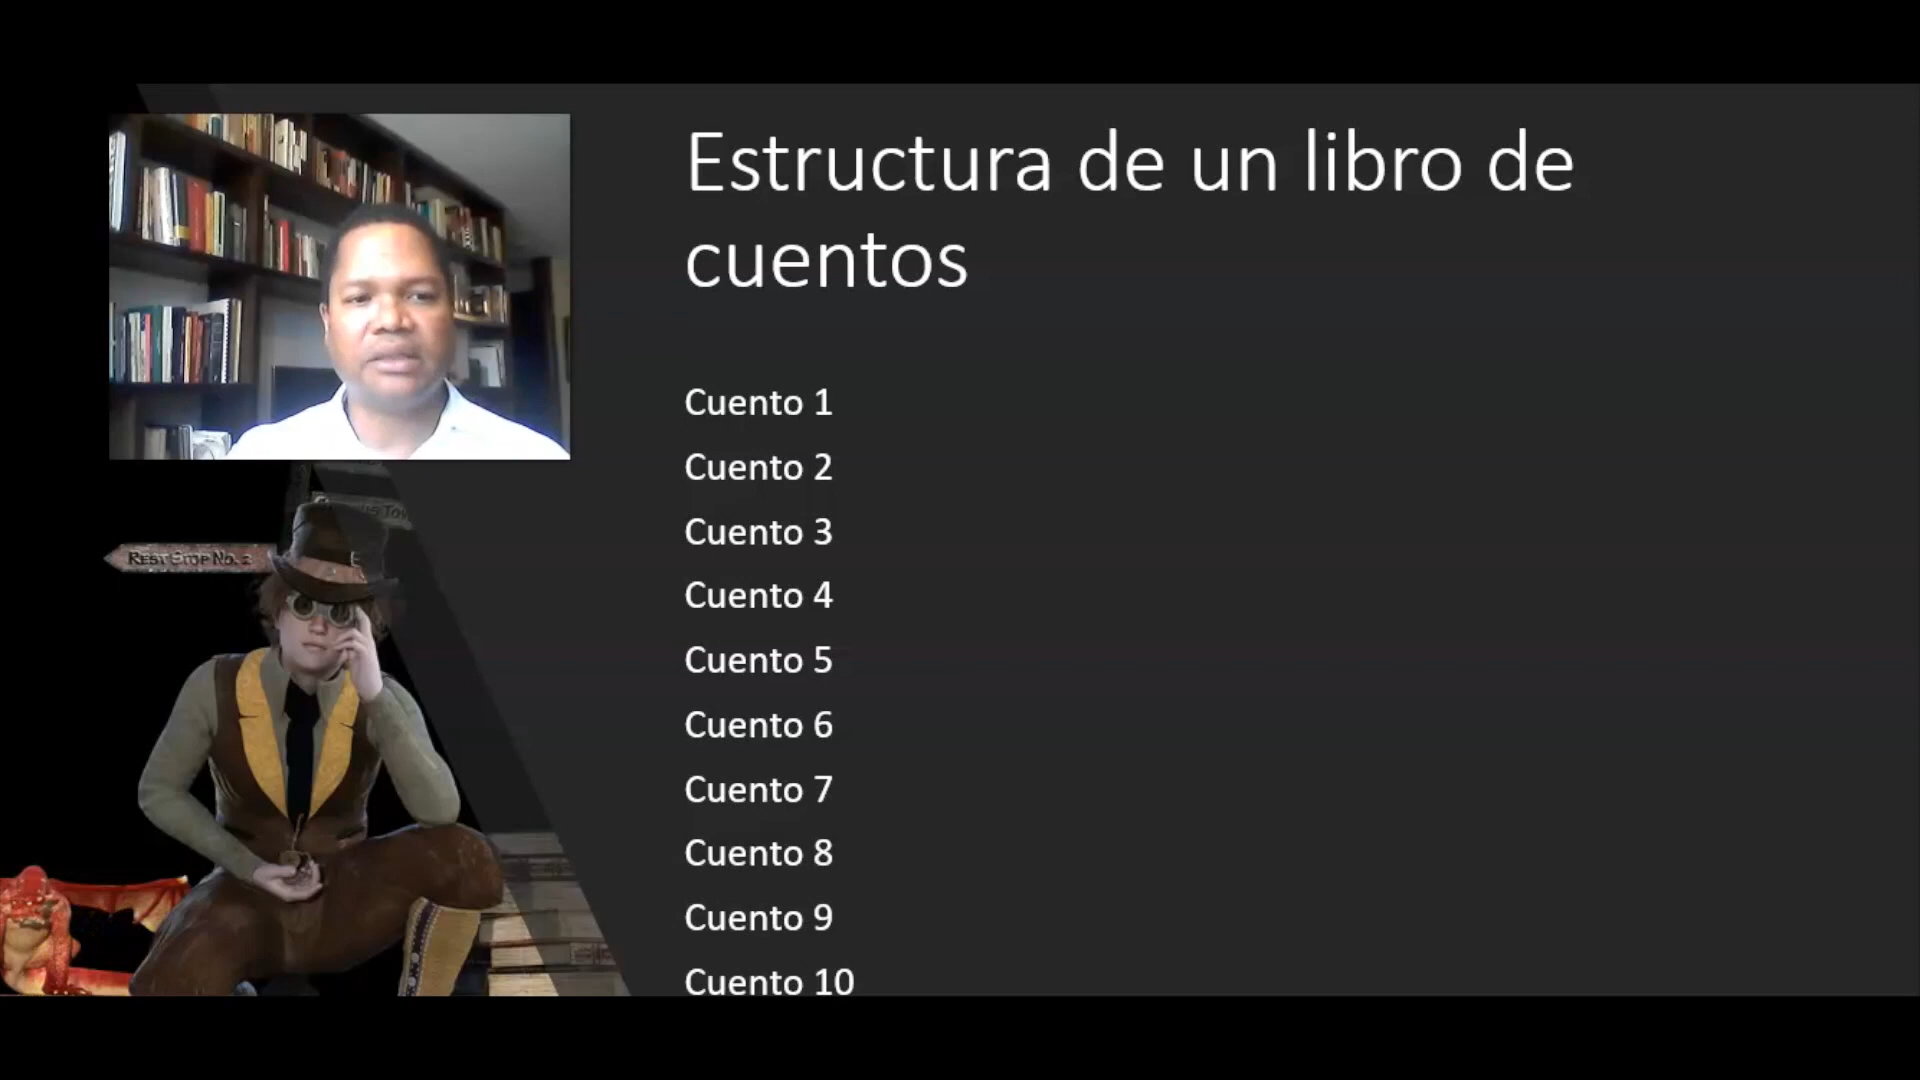 Estructura de un libro de
cuentos
Cuento 1
Cuento 2
Cuento 3
Cuento 4
Cuento 5
Cuento 6
Cuento 7
Cuento 8
Cuento 9
Cuento 10
REST STOP NO. 2